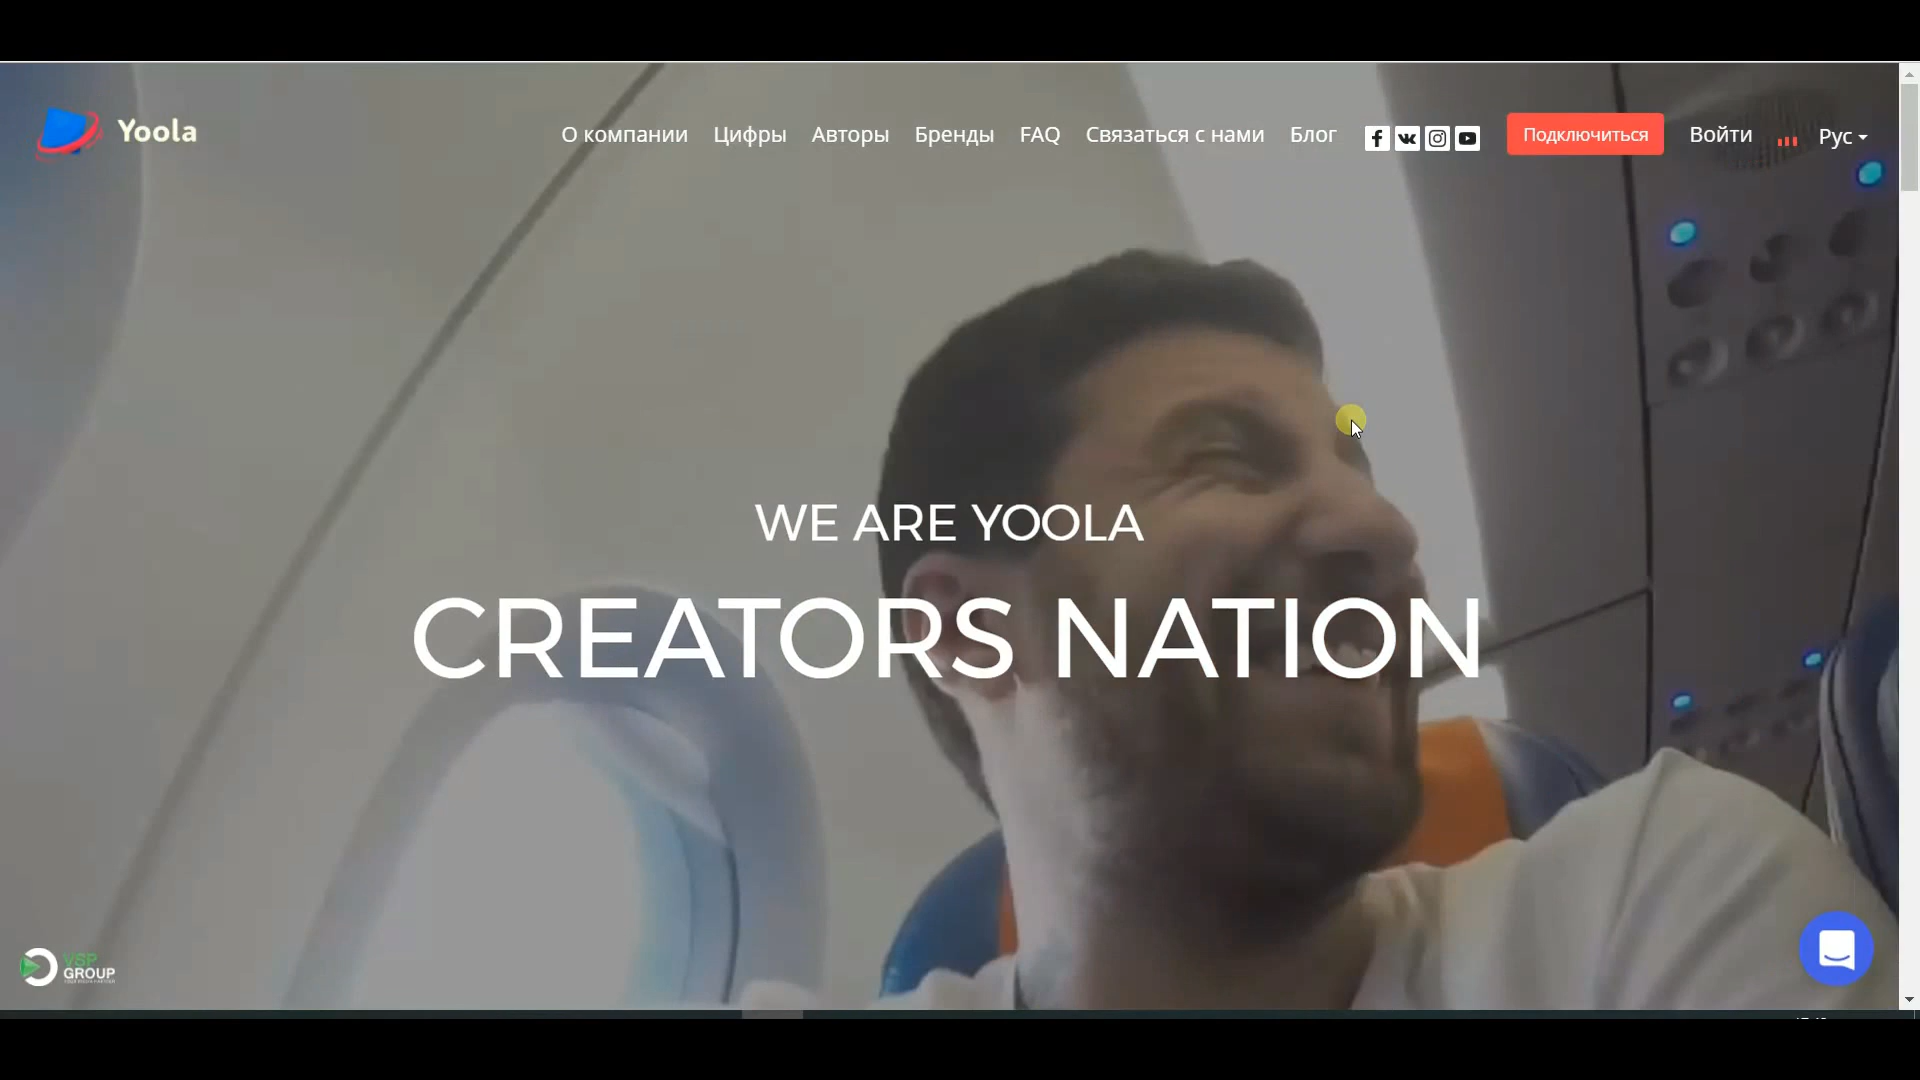 Yoola
О компании Цифры Авторы Бренды FAQ Связаться с нами Блог Подключиться Войти Рус
WE ARE YOOLA
CREATORS NATION
VSP
GROUP